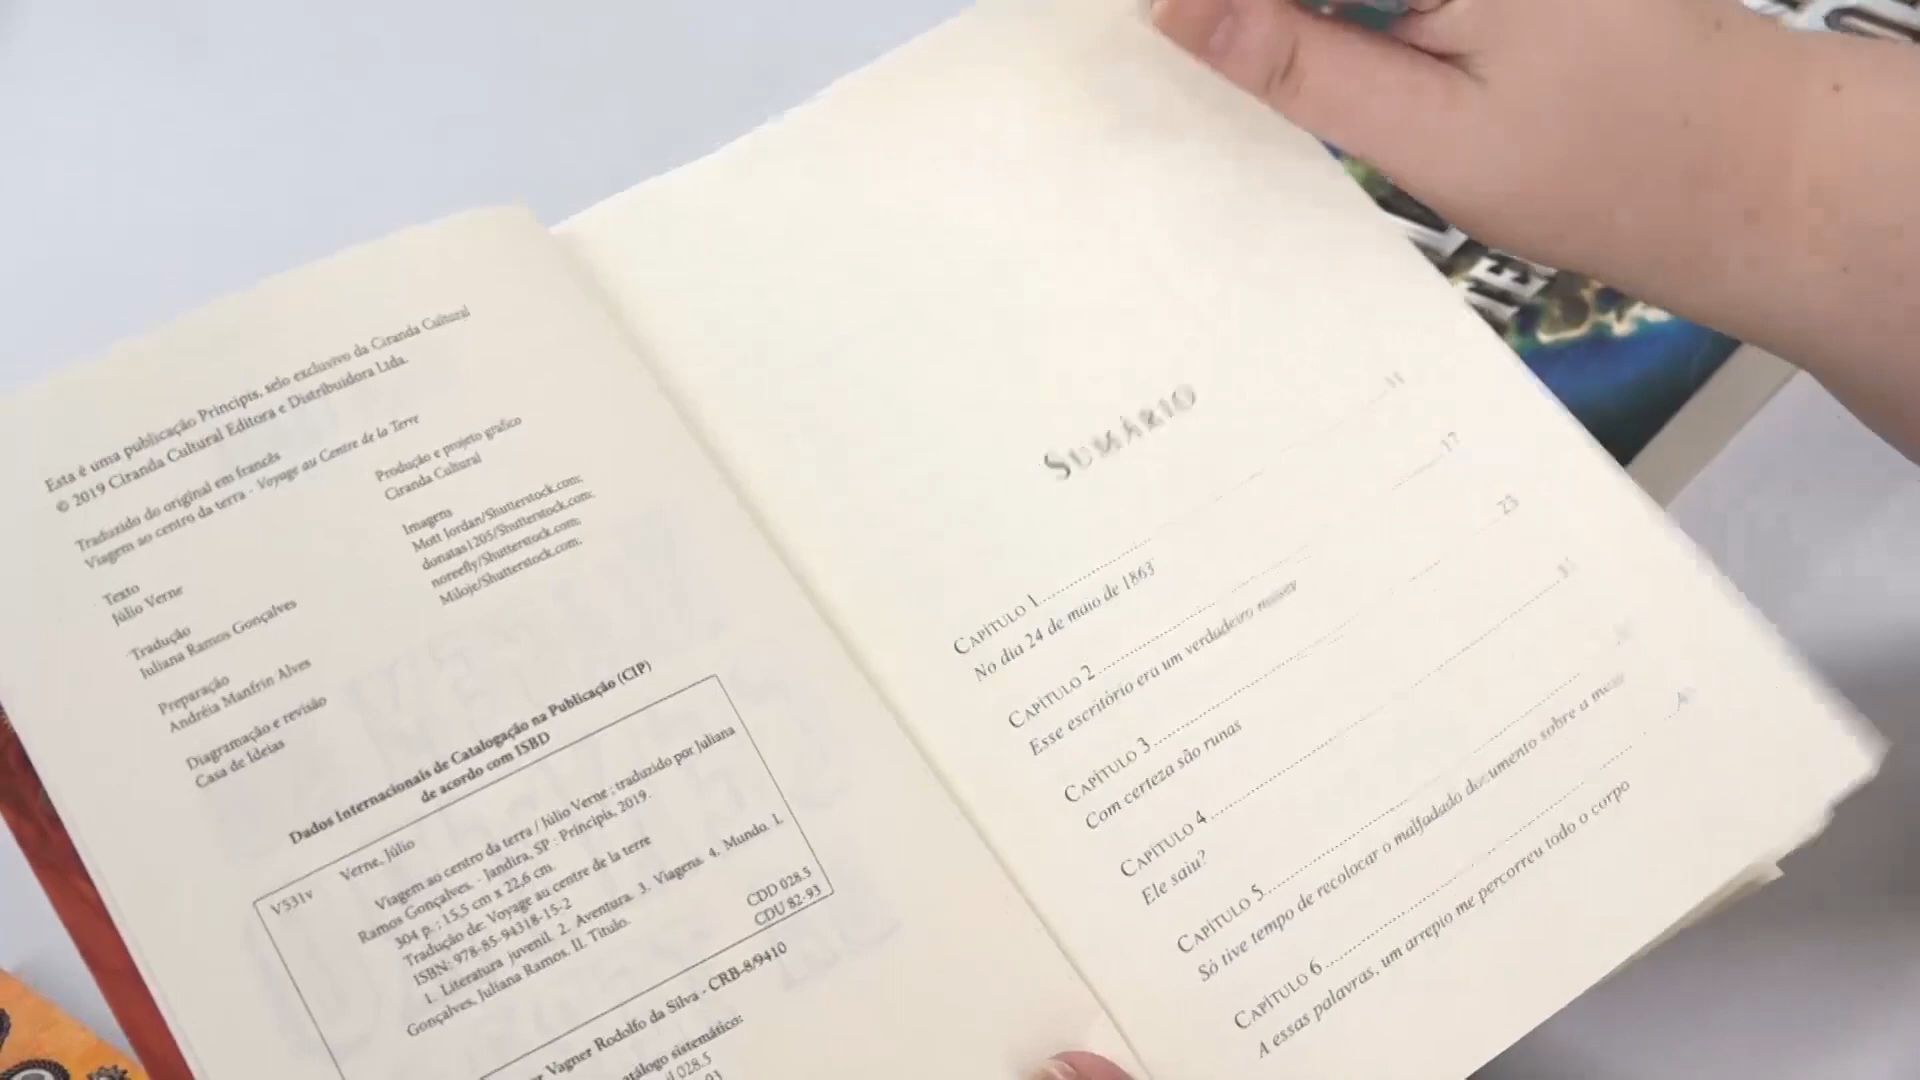 Esta é uma publicação Principis, selo exclusivo da Ciranda Cultural
© 2019 Ciranda Cultural Editora e Distribuidora Ltda.
Traduzido do original em francês
Viagem ao centro da terra - Voyage au Centre de la Terre
Texto
Júlio Verne
Tradução
Juliana Ramos Gonçalves
Preparação
Andréia Manfrin Alves
Diagramação e revisão
Casa de Ideias
Produção e projeto gráfico
Ciranda Cultural
Imagens
Mott Jordan/Shutterstock.com;
donatas1205/Shutterstock.com;
noreefly/Shutterstock.com;
Miloje/Shutterstock.com;
Dados Internacionais de Catalogação na Publicação (CIP)
de acordo com ISBD
V531v Verne, Júlio
Viagem ao centro da terra / Júlio Verne ; traduzido por Juliana
Ramos Gonçalves. - Jandira, SP : Principis, 2019.
304 p. ; 15,5 cm x 22,6 cm.
Tradução de: Voyage au centre de la terre
ISBN: 978-85-94318-15-2
1. Literatura juvenil. 2. Aventura. 3. Viagens. 4. Mundo. I.
Gonçalves, Juliana Ramos. II. Título.
CDD 028.5
CDU 82-93
Vagner Rodolfo da Silva - CRB-8/9410
sistemático:
028.5
SUMÁRIO
CAPÍTULO 1 11
No dia 24 de maio de 1863
CAPÍTULO 2 17
Esse escritório era um verdadeiro museu
CAPÍTULO 3 23
Com certeza são runas
CAPÍTULO 4
Ele saiu?
CAPÍTULO 5
Só tive tempo de recolocar o malfadado documento sobre a mesa
CAPÍTULO 6
A essas palavras, um arrepio me percorreu todo o corpo